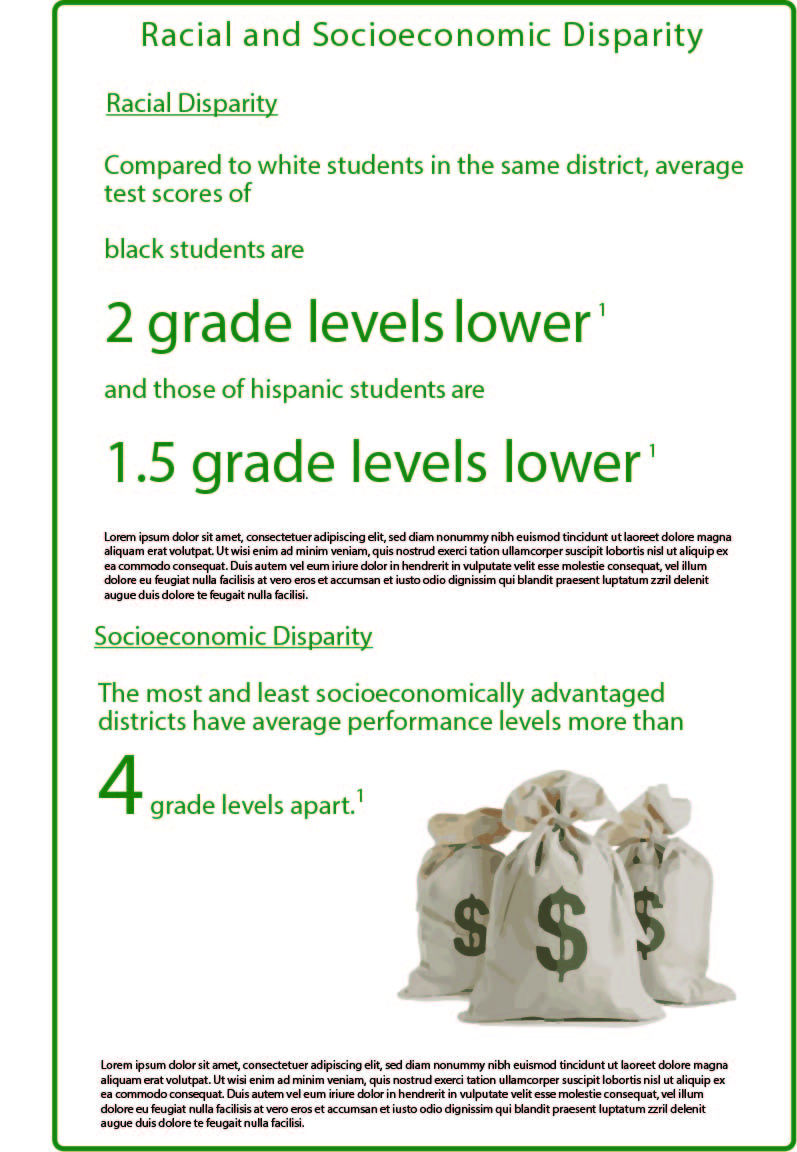 Racial and Socioeconomic Disparity
Racial Disparity
Compared to white students in the same district, average
test scores of
black students are
2 grade levels lower 1
and those of hispanic students are
1.5 grade levels lower 1
Lorem ipsum dolor sit amet, consectetuer adipiscing elit, sed diam nonummy nibh euismod tincidunt ut laoreet dolore magna
aliquam erat volutpat. Ut wisi enim ad minim veniam, quis nostrud exerci tation ullamcorper suscipit lobortis nisl ut aliquip ex
ea commodo consequat. Duis autem vel eum iriure dolor in hendrerit in vulputate velit esse molestie consequat, vel illum
dolore eu feugiat nulla facilisis at vero eros et accumsan et iusto odio dignissim qui blandit praesent luptatum zzril delenit
augue duis dolore te feugait nulla facilisi.
Socioeconomic Disparity
The most and least socioeconomically advantaged
districts have average performance levels more than
4 grade levels apart.1
$ $ $
Lorem ipsum dolor sit amet, consectetuer adipiscing elit, sed diam nonummy nibh euismod tincidunt ut laoreet dolore magna
aliquam erat volutpat. Ut wisi enim ad minim veniam, quis nostrud exerci tation ullamcorper suscipit lobortis nisl ut aliquip ex
ea commodo consequat. Duis autem vel eum iriure dolor in hendrerit in vulputate velit esse molestie consequat, vel illum
dolore eu feugiat nulla facilisis at vero eros et accumsan et iusto odio dignissim qui blandit praesent luptatum zzril delenit
augue duis dolore te feugait nulla facilisi.